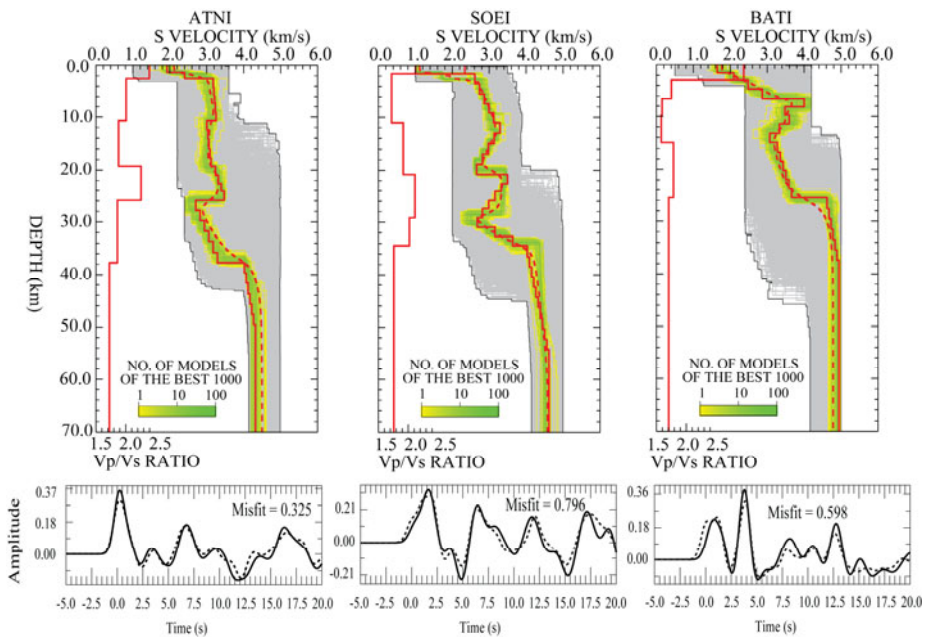 ATNI
SOEI
BATI
S VELOCITY (km/s)
S VELOCITY (km/s)
S VELOCITY (km/s)
0.0 1.0 2.0 3.0 4.0 5.0 6.0
0.0 1.0 2.0 3.0 4.0 5.0 6.0
0.0 1.0 2.0 3.0 4.0 5.0 6.0
0.0
10.0
20.0
30.0
40.0
50.0
60.0
70.0
DEPTH (km)
NO. OF MODELS
OF THE BEST 1000
1 10 100
NO. OF MODELS
OF THE BEST 1000
1 10 100
NO. OF MODELS
OF THE BEST 1000
1 10 100
1.5 2.0 2.5
Vp/Vs RATIO
1.5 2.0 2.5
Vp/Vs RATIO
1.5 2.0 2.5
Vp/Vs RATIO
Amplitude
0.37
0.18
0.00
Misfit = 0.325
-5.0 -2.5 0.0 2.5 5.0 7.5 10.0 12.5 15.0 17.5 20.0
Time (s)
0.21
0.00
-0.21
Misfit = 0.796
-5.0 -2.5 0.0 2.5 5.0 7.5 10.0 12.5 15.0 17.5 20.0
Time (s)
0.36
0.18
0.00
Misfit = 0.598
-5.0 -2.5 0.0 2.5 5.0 7.5 10.0 12.5 15.0 17.5 20.0
Time (s)